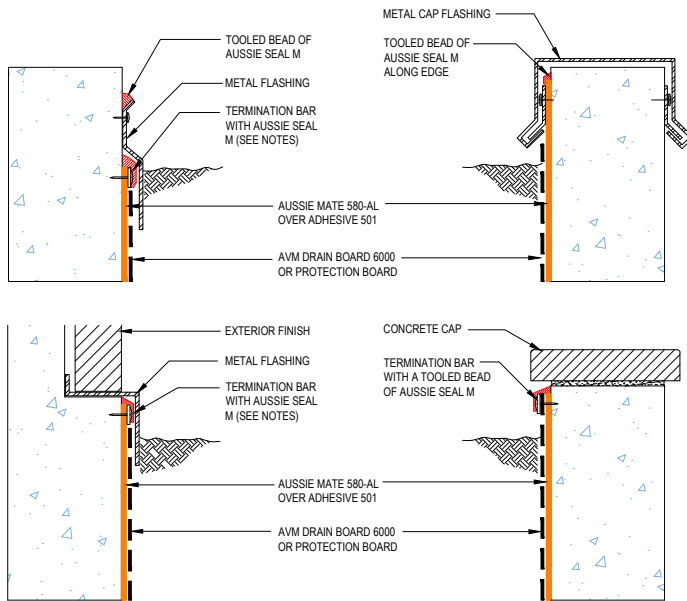 TOOLED BEAD OF
AUSSIE SEAL M
METAL FLASHING
TERMINATION BAR
WITH AUSSIE SEAL
M (SEE NOTES)
METAL CAP FLASHING
TOOLED BEAD OF
AUSSIE SEAL M
ALONG EDGE
AUSSIE MATE 580-AL
OVER ADHESIVE 501
AVM DRAIN BOARD 6000
OR PROTECTION BOARD
EXTERIOR FINISH
METAL FLASHING
TERMINATION BAR
WITH AUSSIE SEAL
M (SEE NOTES)
CONCRETE CAP
TERMINATION BAR
WITH A TOOLED BEAD
OF AUSSIE SEAL M
AUSSIE MATE 580-AL
OVER ADHESIVE 501
AVM DRAIN BOARD 6000
OR PROTECTION BOARD